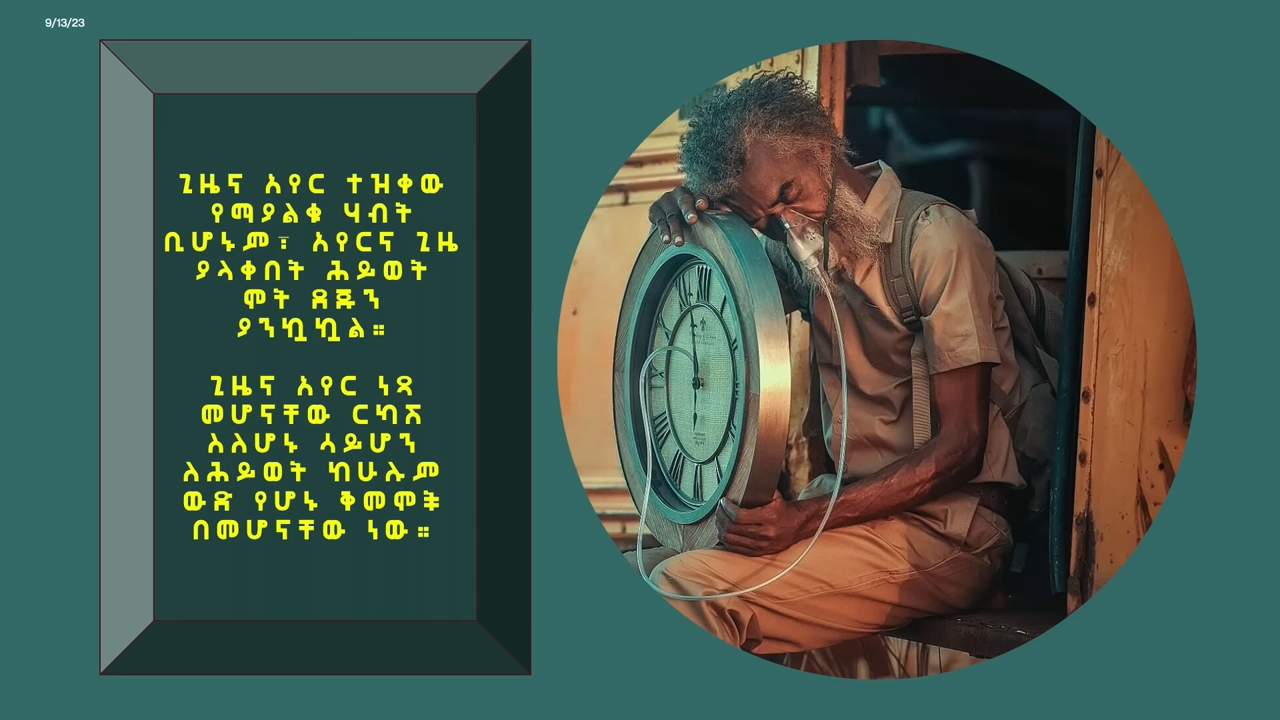 9/13/23
ጊዜና አየር ተዝቀው
የማያልቁ ሃብት
ቢሆኑም፣ አየርና ጊዜ
ያላቀበት ሕይወት
ሞት ደጁን
ያንኳኳል።
ጊዜና አየር ነጻ
መሆናቸው ርካሽ
ስለሆኑ ሳይሆን
ለሕይወት ከሁሉም
ውድ የሆኑ ቅመሞች
በመሆናቸው ነው።